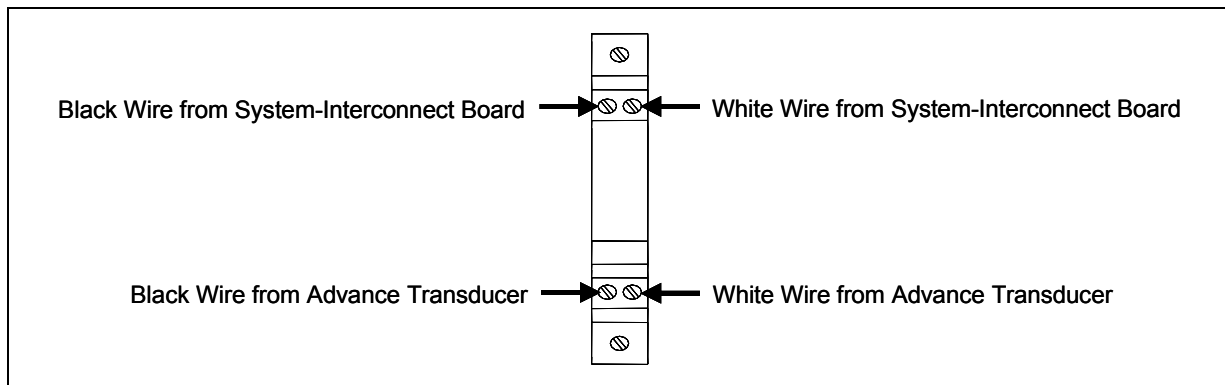 Black Wire from System-Interconnect Board
White Wire from System-Interconnect Board
Black Wire from Advance Transducer
White Wire from Advance Transducer